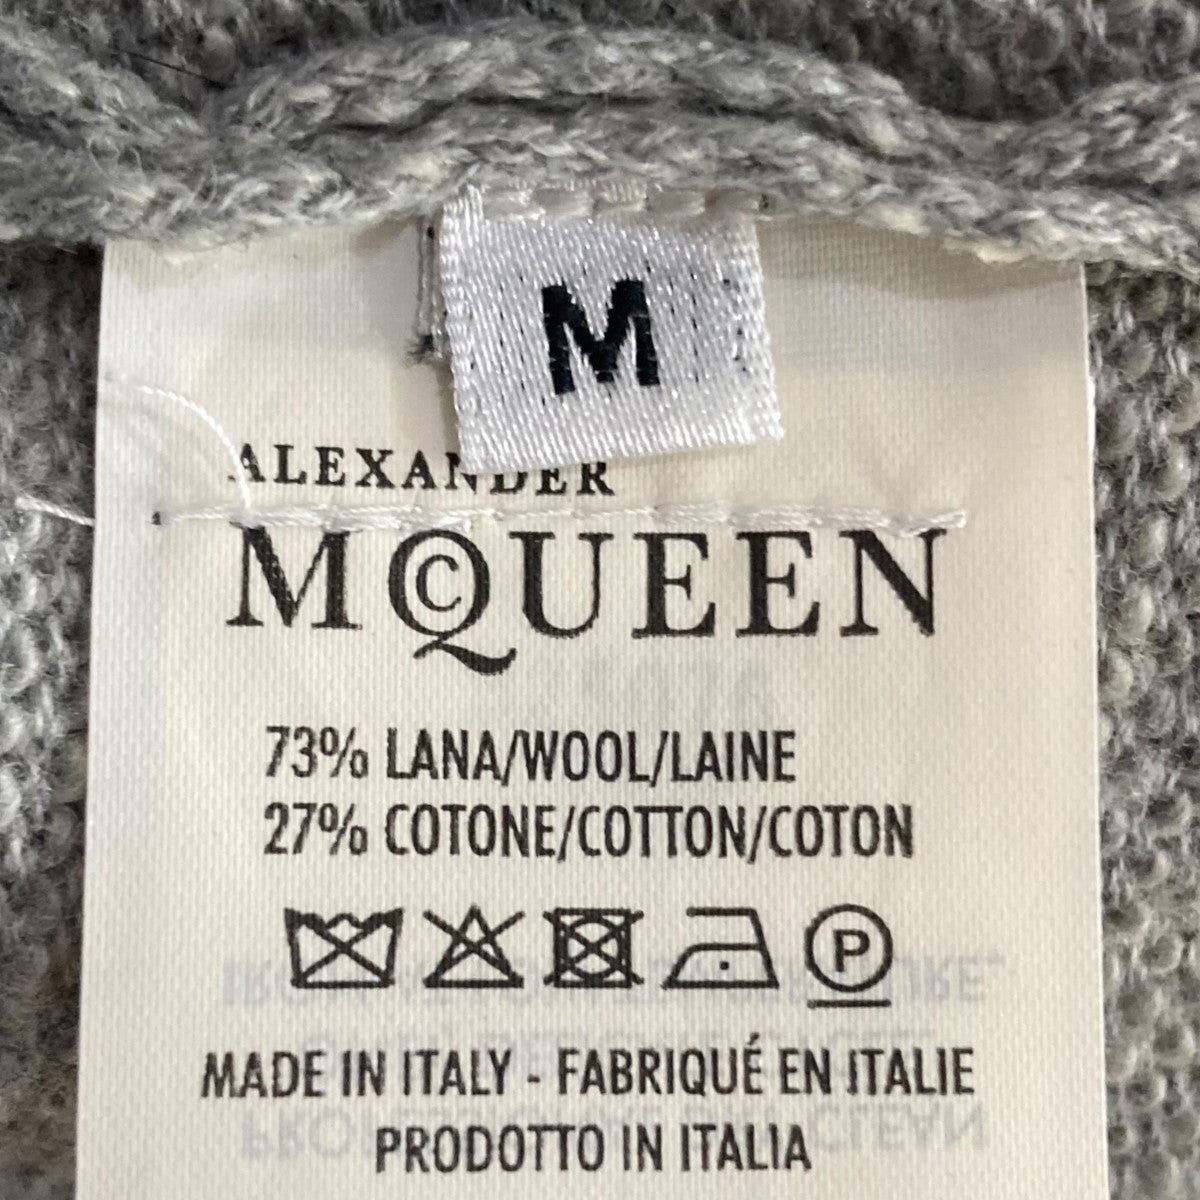 M
ALEXANDER
McQUEEN
73% LANA/WOOL/LAINE
27% COTONE/COTTON/COTON
P
MADE IN ITALY - FABRIQUÉ EN ITALIE
PRODOTTO IN ITALIA